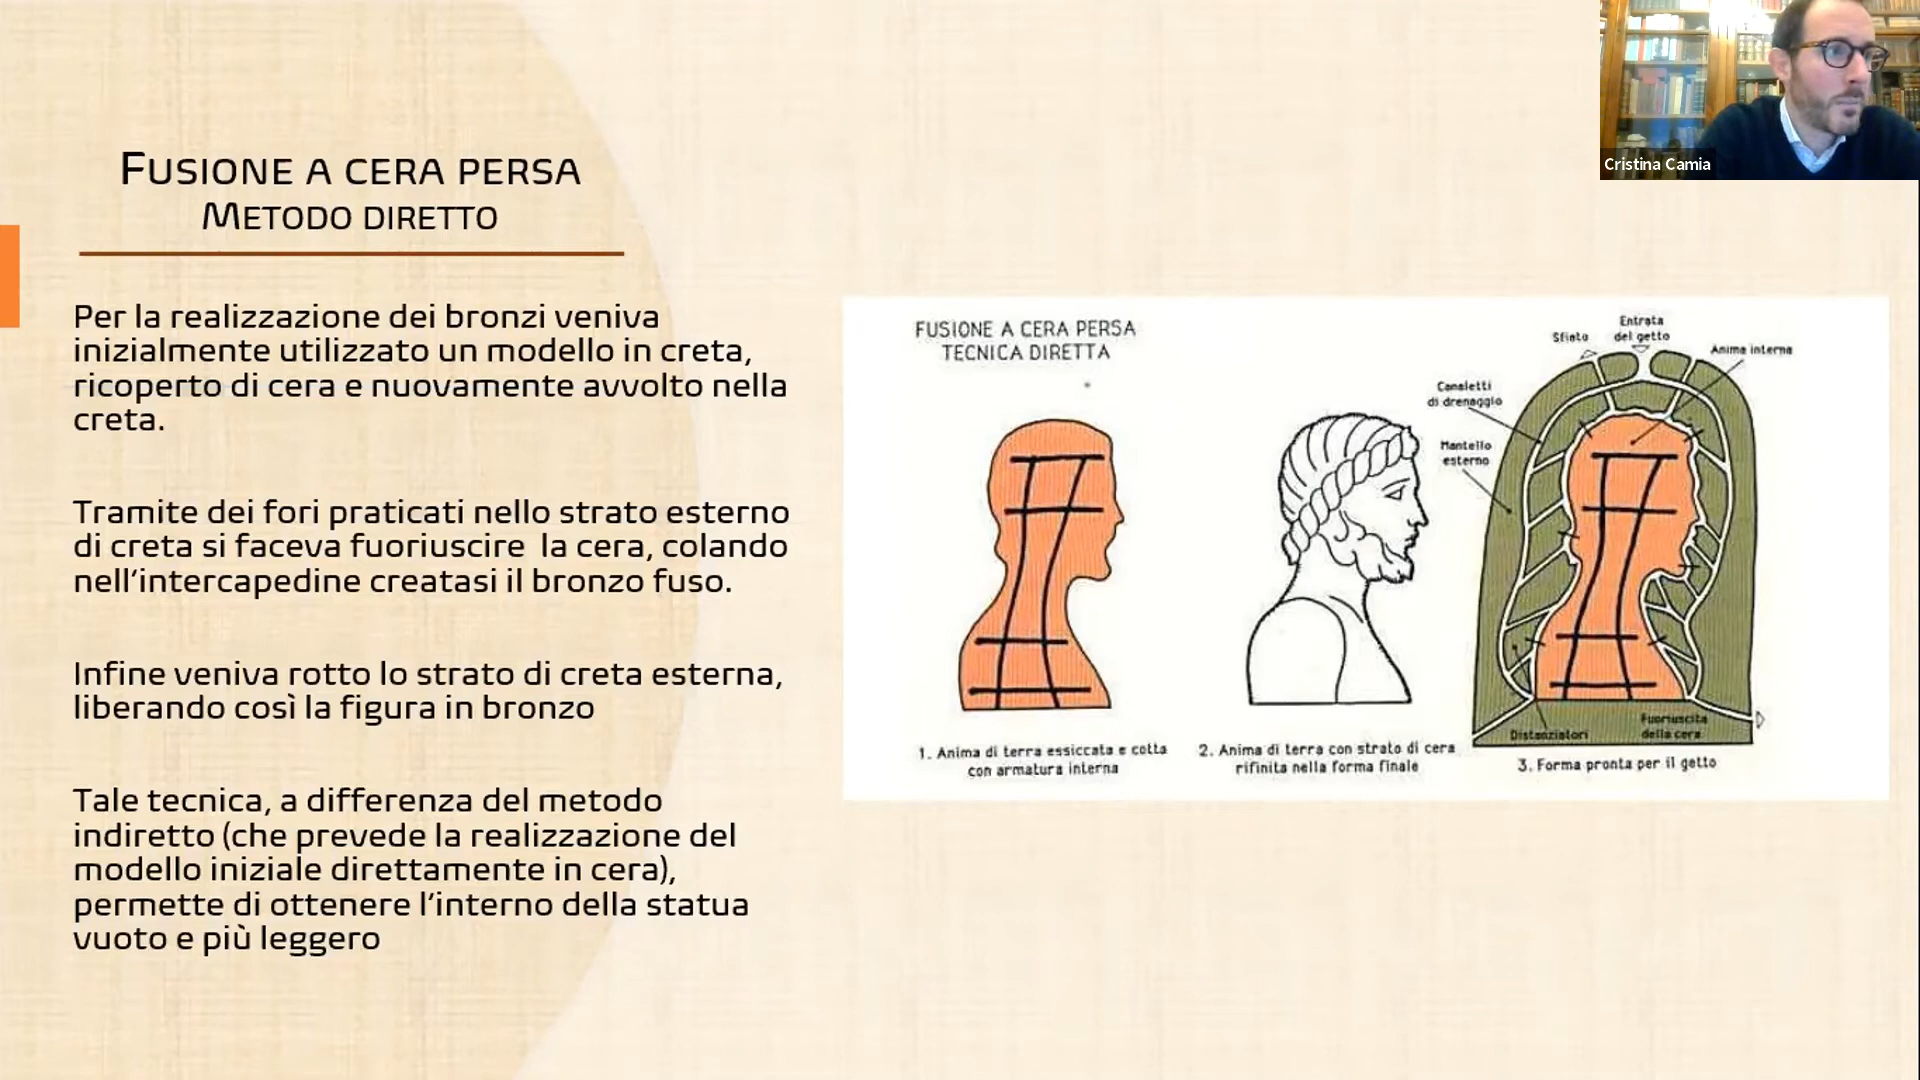 FUSIONE A CERA PERSA
METODO DIRETTO
Per la realizzazione dei bronzi veniva
inizialmente utilizzato un modello in creta,
ricoperto di cera e nuovamente avvolto nella
creta.
Tramite dei fori praticati nello strato esterno
di creta si faceva fuoriuscire la cera, colando
nell'intercapedine creatasi il bronzo fuso.
Infine veniva rotto lo strato di creta esterna,
liberando così la figura in bronzo
Tale tecnica, a differenza del metodo
indiretto (che prevede la realizzazione del
modello iniziale direttamente in cera),
permette di ottenere l'interno della statua
vuoto e più leggero
FUSIONE A CERA PERSA
TECNICA DIRETTA
Sfiato
Entrata
del getto
Anima interna
Canaletti
di drenaggio
Mantello
esterno
Distanziatori
Fuoriuscita
della cera
1. Anima di terra essiccata e cotta
con armatura interna
2. Anima di terra con strato di cera
rifinita nella forma finale
3. Forma pronta per il getto
Cristina Camia